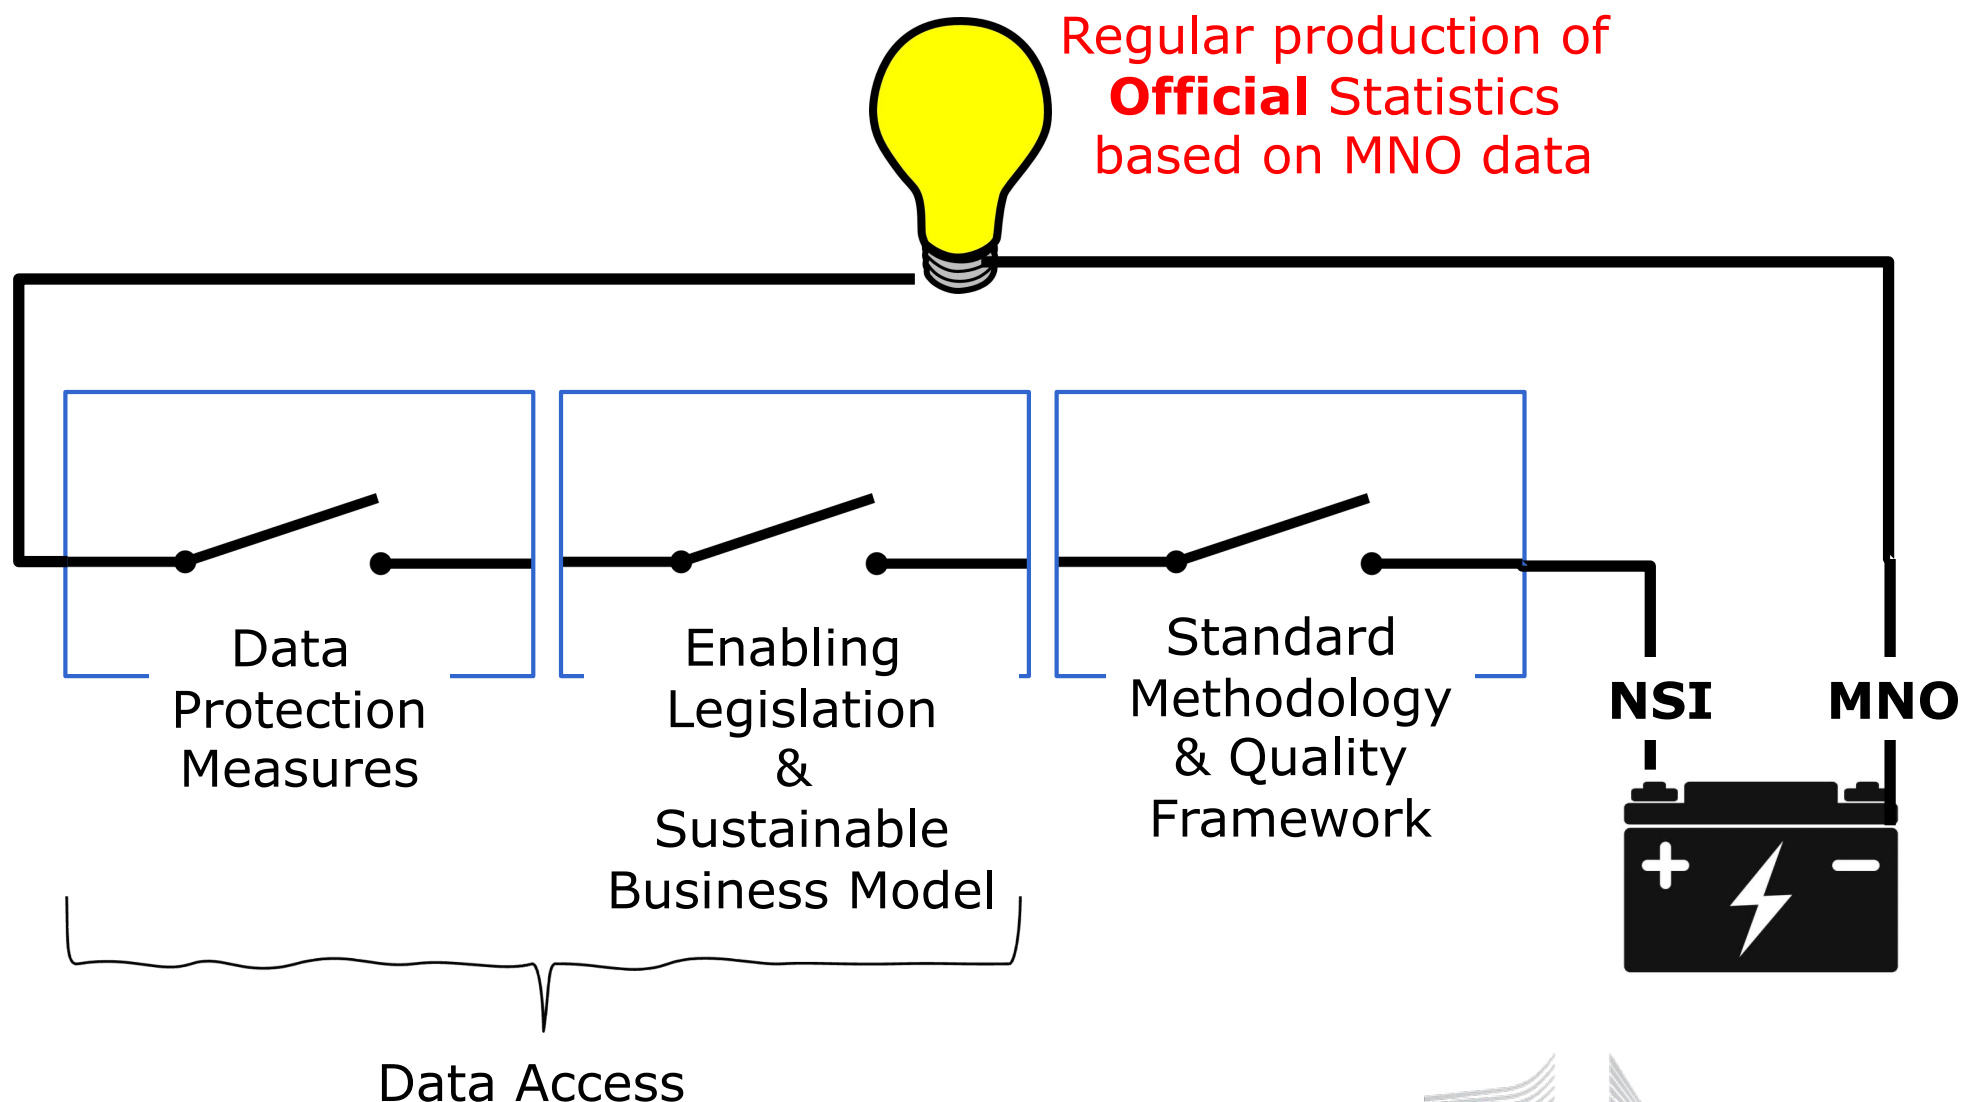 Regular production of
Official Statistics
based on MNO data
Data
Protection
Measures
Enabling
Legislation
&
Sustainable
Business Model
Standard
Methodology
& Quality
Framework
NSI
MNO
Data Access